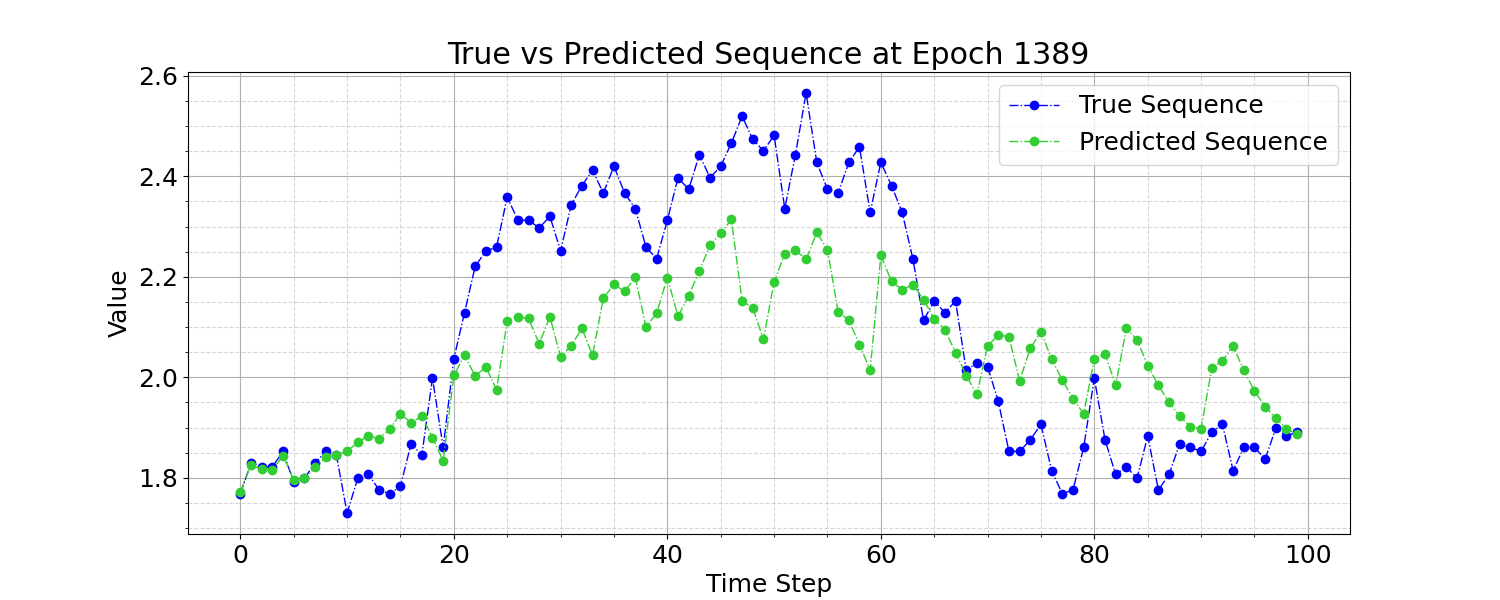 True vs Predicted Sequence at Epoch 1389
2.6
2.4
2.2
2.0
1.8
Value
True Sequence
Predicted Sequence
0 20 40 60 80 100
Time Step